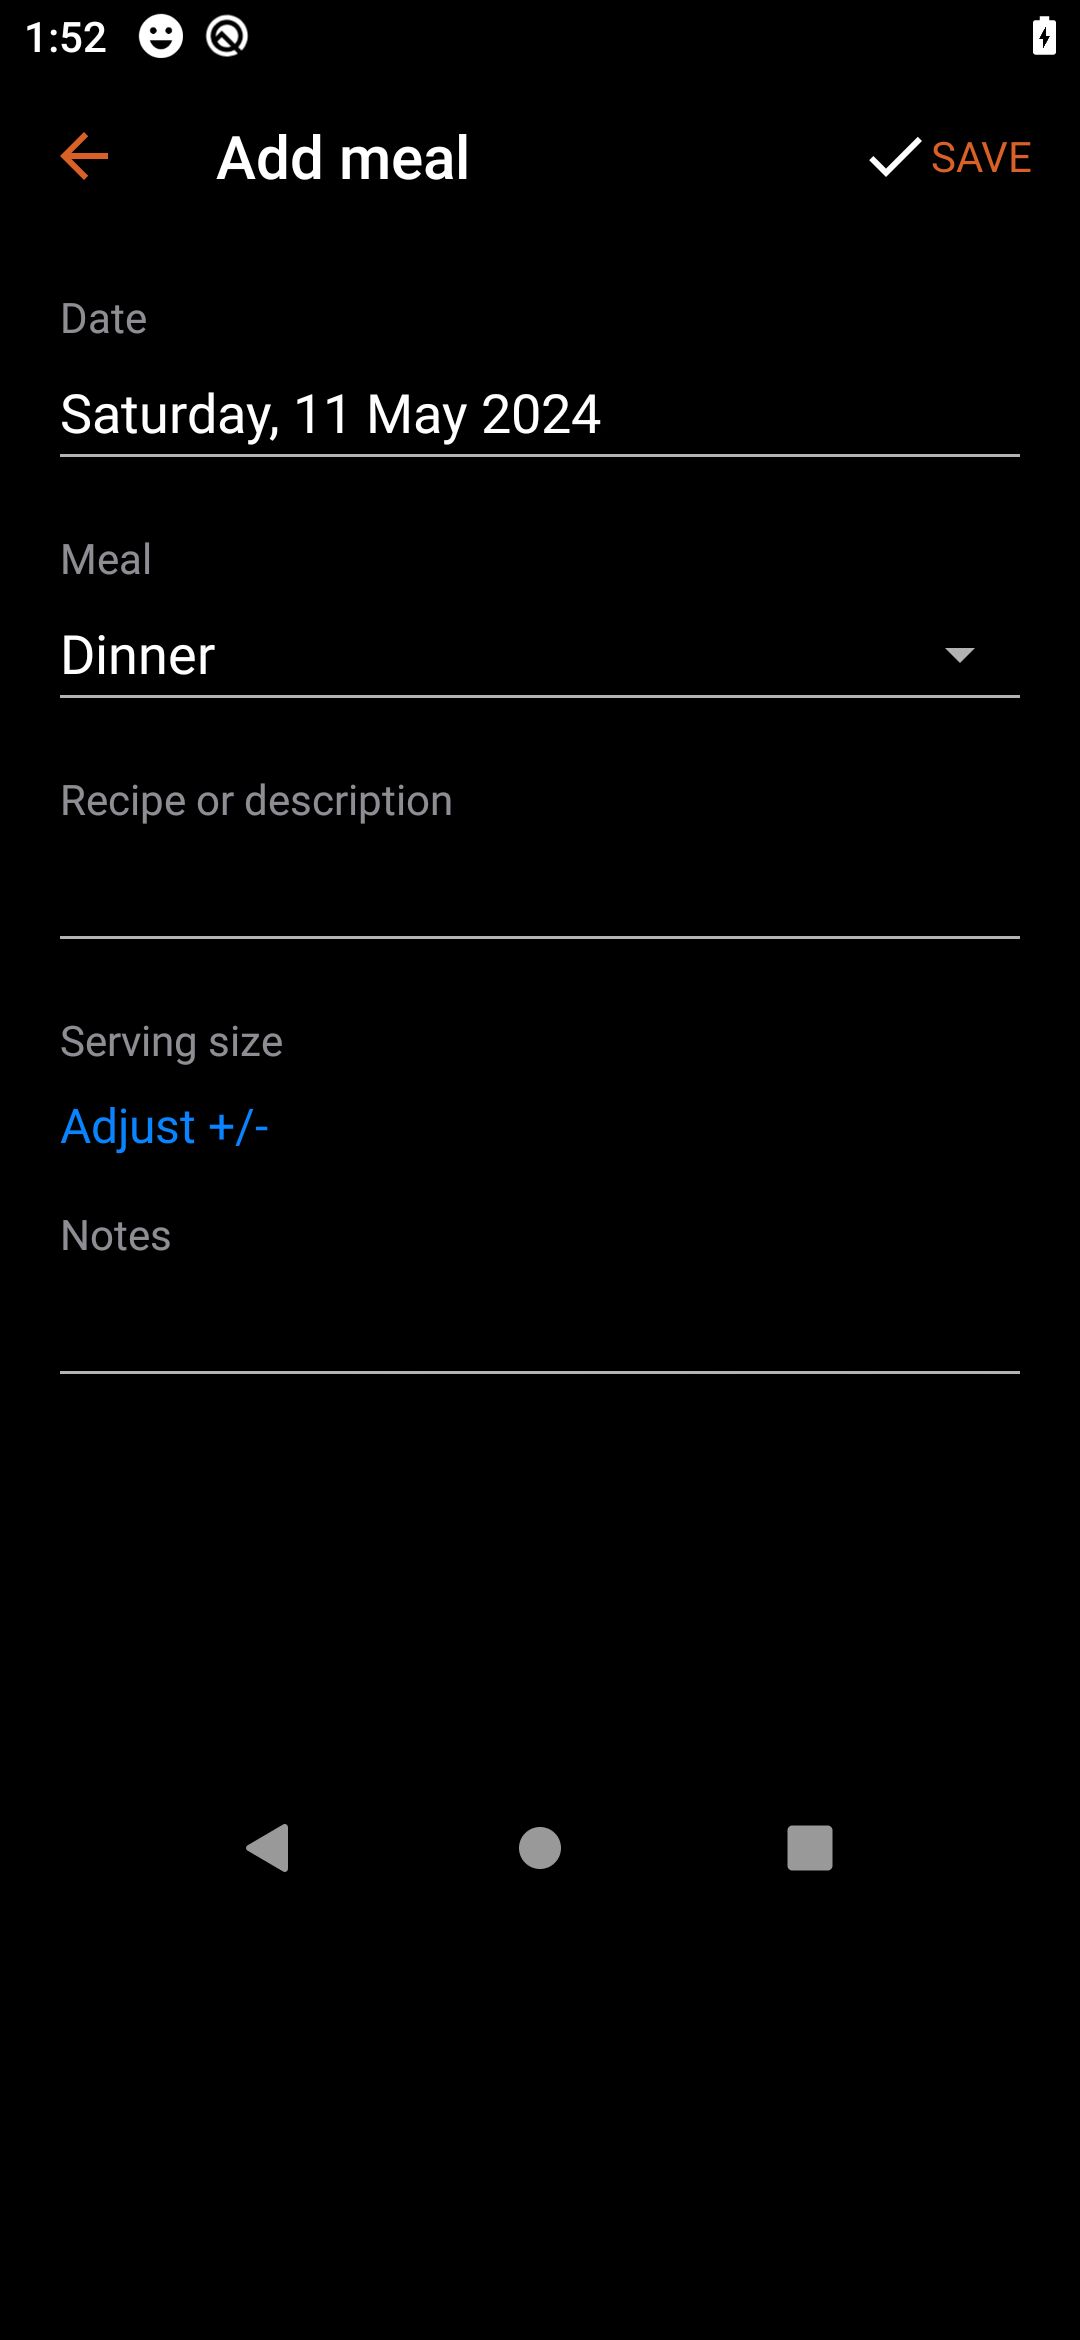 1:52
Add meal
SAVE
Date
Saturday, 11 May 2024
Meal
Dinner
Recipe or description
Serving size
Adjust +/-
Notes